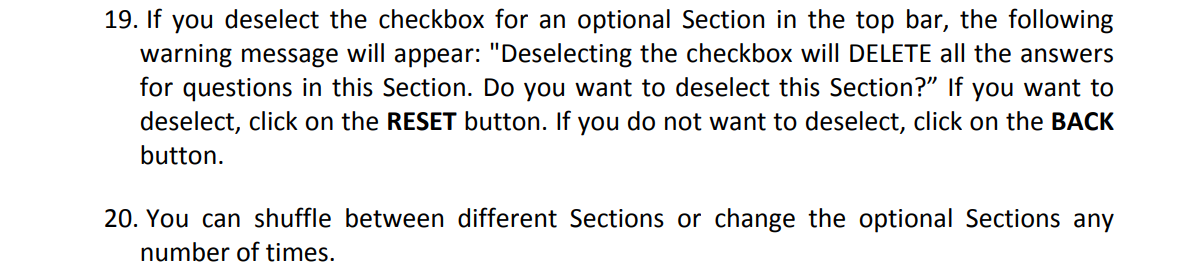 19. If you deselect the checkbox for an optional Section in the top bar, the following
warning message will appear: "Deselecting the checkbox will DELETE all the answers
for questions in this Section. Do you want to deselect this Section?” If you want to
deselect, click on the RESET button. If you do not want to deselect, click on the BACK
button.
20. You can shuffle between different Sections or change the optional Sections any
number of times.